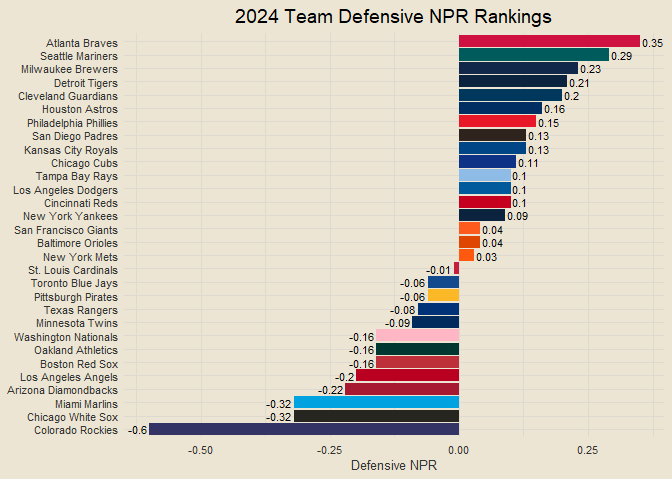 2024 Team Defensive NPR Rankings
Atlanta Braves 0.35
Seattle Mariners 0.29
Milwaukee Brewers 0.23
Detroit Tigers 0.21
Cleveland Guardians 0.2
Houston Astros 0.16
Philadelphia Phillies 0.15
San Diego Padres 0.13
Kansas City Royals 0.13
Chicago Cubs 0.11
Tampa Bay Rays 0.1
Los Angeles Dodgers 0.1
Cincinnati Reds 0.1
New York Yankees 0.09
San Francisco Giants 0.04
Baltimore Orioles 0.04
New York Mets 0.03
St. Louis Cardinals -0.01
Toronto Blue Jays -0.06
Pittsburgh Pirates -0.06
Texas Rangers -0.08
Minnesota Twins -0.09
Washington Nationals -0.16
Oakland Athletics -0.16
Boston Red Sox -0.16
Los Angeles Angels -0.2
Arizona Diamondbacks -0.22
Miami Marlins -0.32
Chicago White Sox -0.32
Colorado Rockies -0.6
-0.50 -0.25 0.00 0.25
Defensive NPR